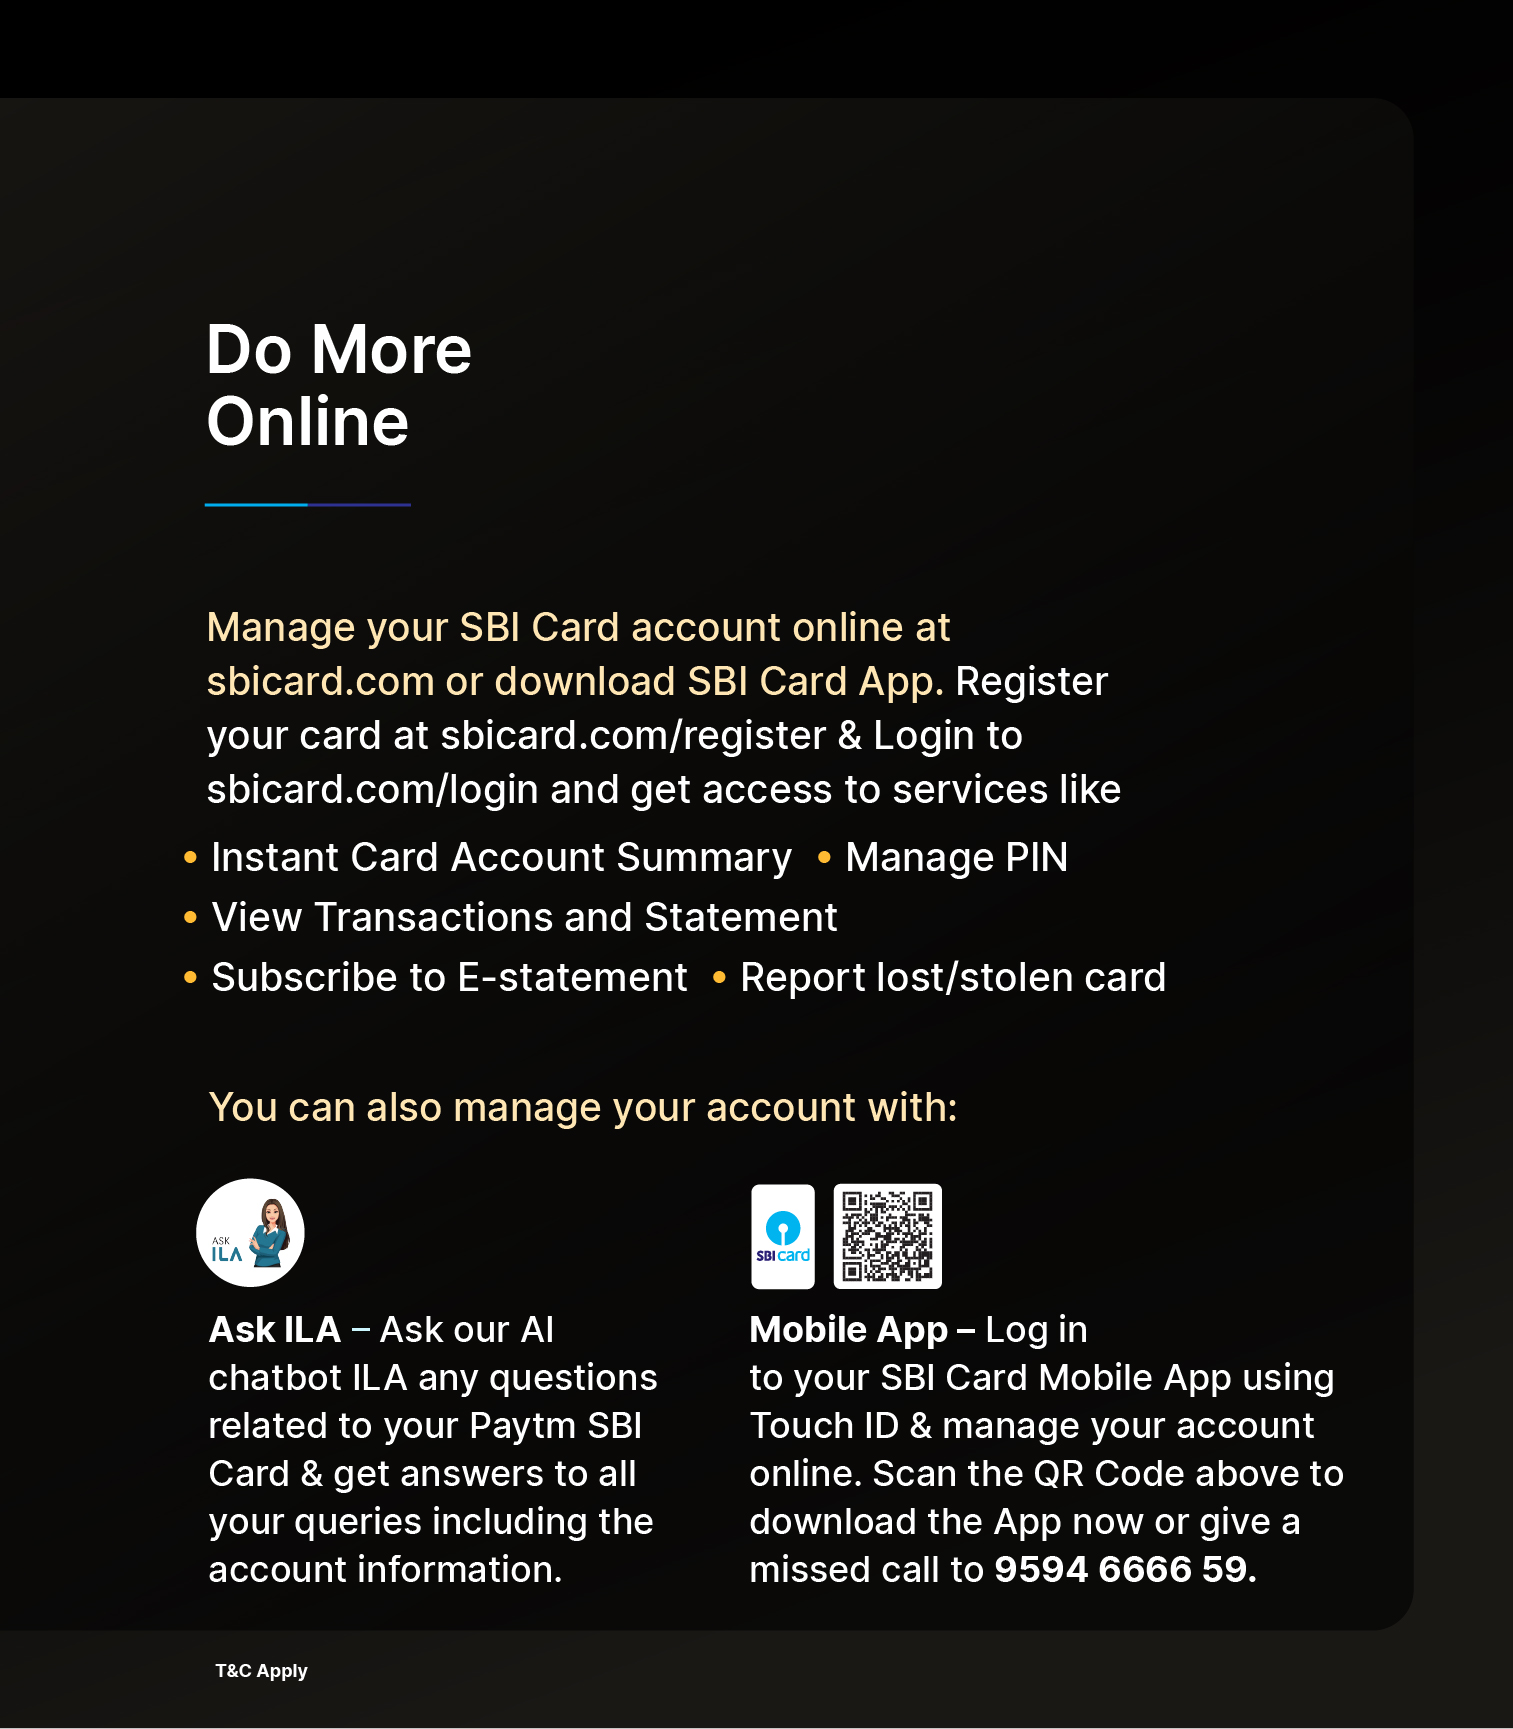 Do More
Online
Manage your SBI Card account online at
sbicard.com or download SBI Card App. Register
your card at sbicard.com/register & Login to
sbicard.com/login and get access to services like
• Instant Card Account Summary • Manage PIN
• View Transactions and Statement
• Subscribe to E-statement • Report lost/stolen card
You can also manage your account with:
ASK
ILA
SBI card
Ask ILA – Ask our AI
chatbot ILA any questions
related to your Paytm SBI
Card & get answers to all
your queries including the
account information.
Mobile App – Log in
to your SBI Card Mobile App using
Touch ID & manage your account
online. Scan the QR Code above to
download the App now or give a
missed call to 9594 6666 59.
T&C Apply